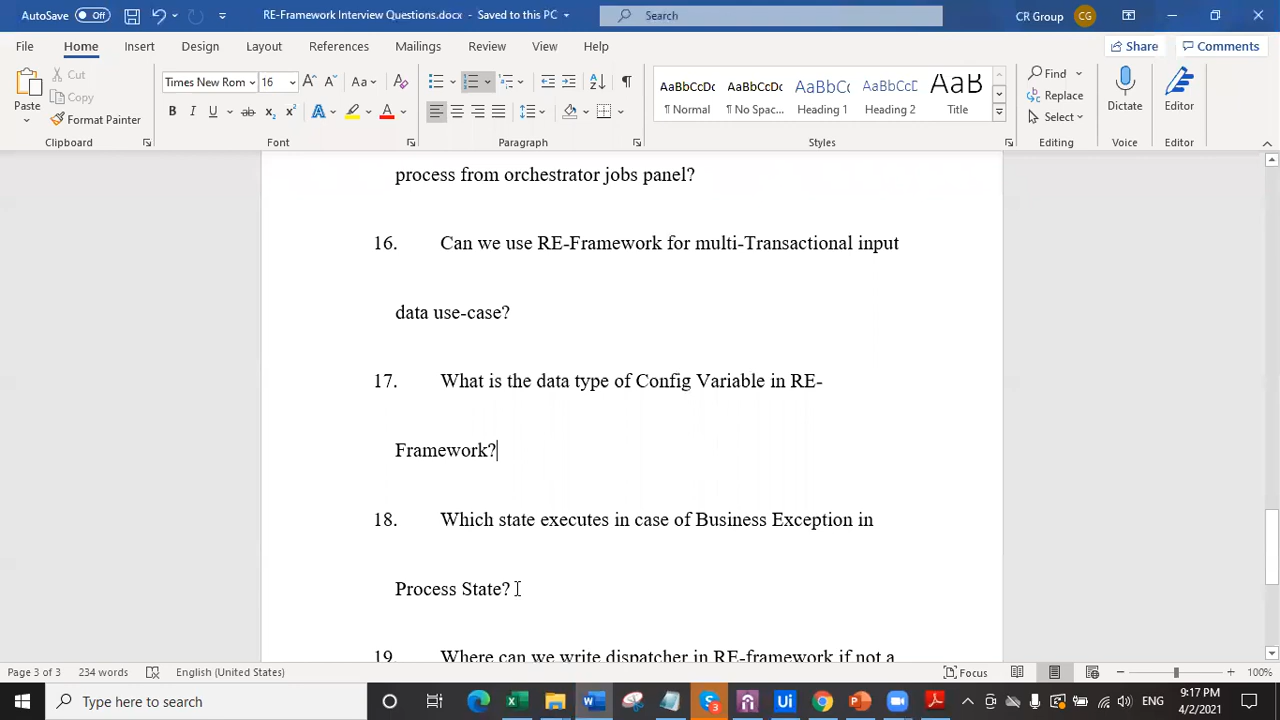 AutoSave Off RE-Framework Interview Questions.docx - Saved to this PC Search CR Group CG
File Home Insert Design Layout References Mailings Review View Help Share Comments
Paste Cut Copy Format Painter
Times New Rom 16 Aa
B I U ab x₂ x² A A
AaBbCcDc AaBbCcDc AaBbCc AaBbCcD AaB
Normal No Spac... Heading 1 Heading 2 Title
Find Replace Select Dictate Editor
Clipboard Font Paragraph Styles Editing Voice Editor
process from orchestrator jobs panel?
16. Can we use RE-Framework for multi-Transactional input
data use-case?
17. What is the data type of Config Variable in RE-
Framework?
18. Which state executes in case of Business Exception in
Process State?
19. Where can we write dispatcher in RE-framework if not a
Page 3 of 3 234 words English (United States) Focus 100%
Type here to search 3 Ui ENG 9:17 PM
4/2/2021